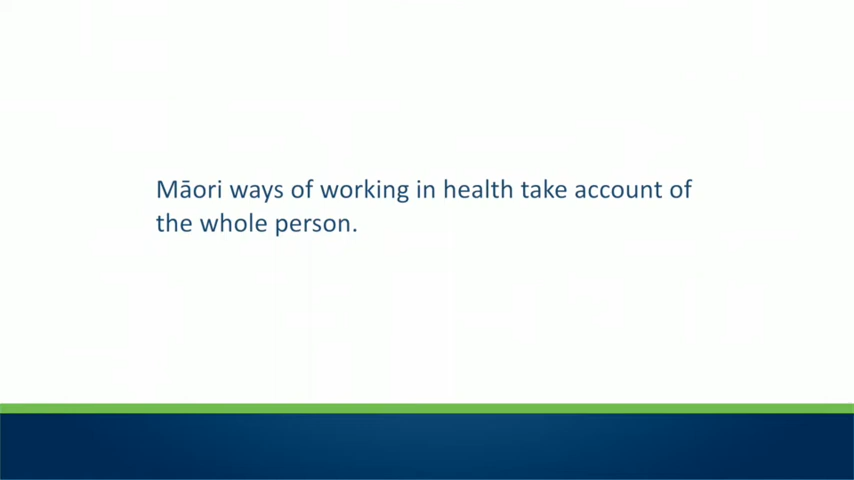 Māori ways of working in health take account of
the whole person.